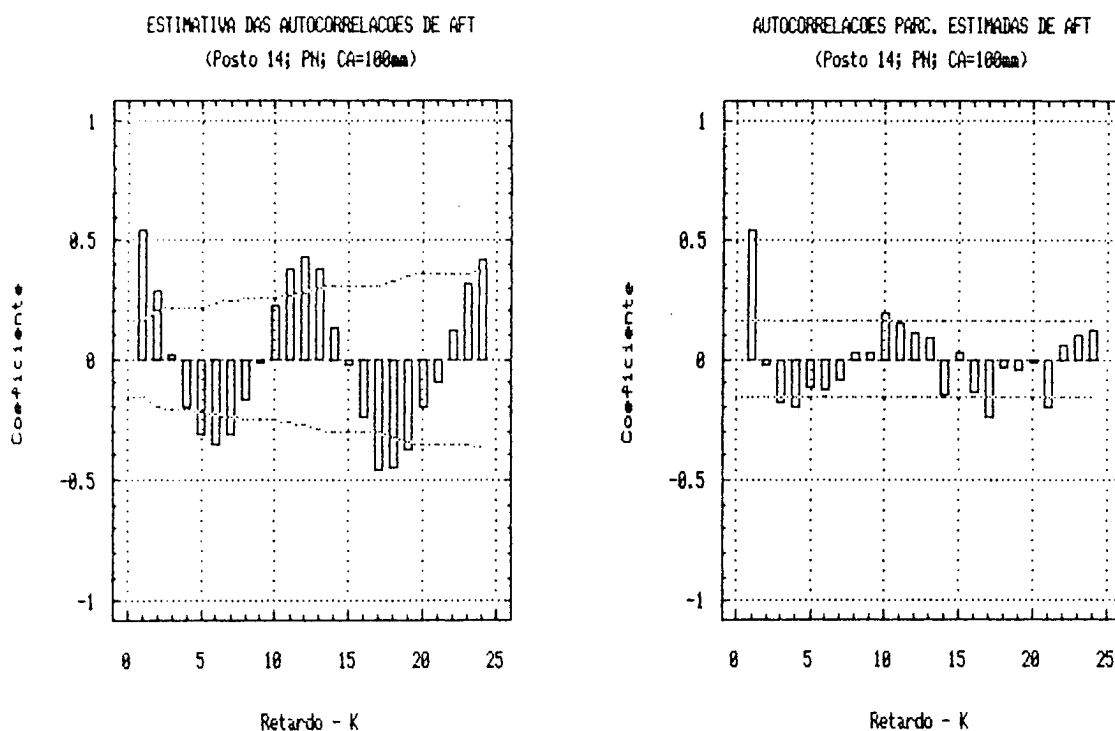 ESTIMATIVA DAS AUTOCORRELACOES DE AFT
(Posto 14; PN; CA=100mm)
Coeficiente
1
0.5
0
-0.5
-1
0 5 10 15 20 25
Retardo - K
AUTOCORRELACOES PARC. ESTIMADAS DE AFT
(Posto 14; PN; CA=100mm)
Coeficiente
1
0.5
0
-0.5
-1
0 5 10 15 20 25
Retardo - K